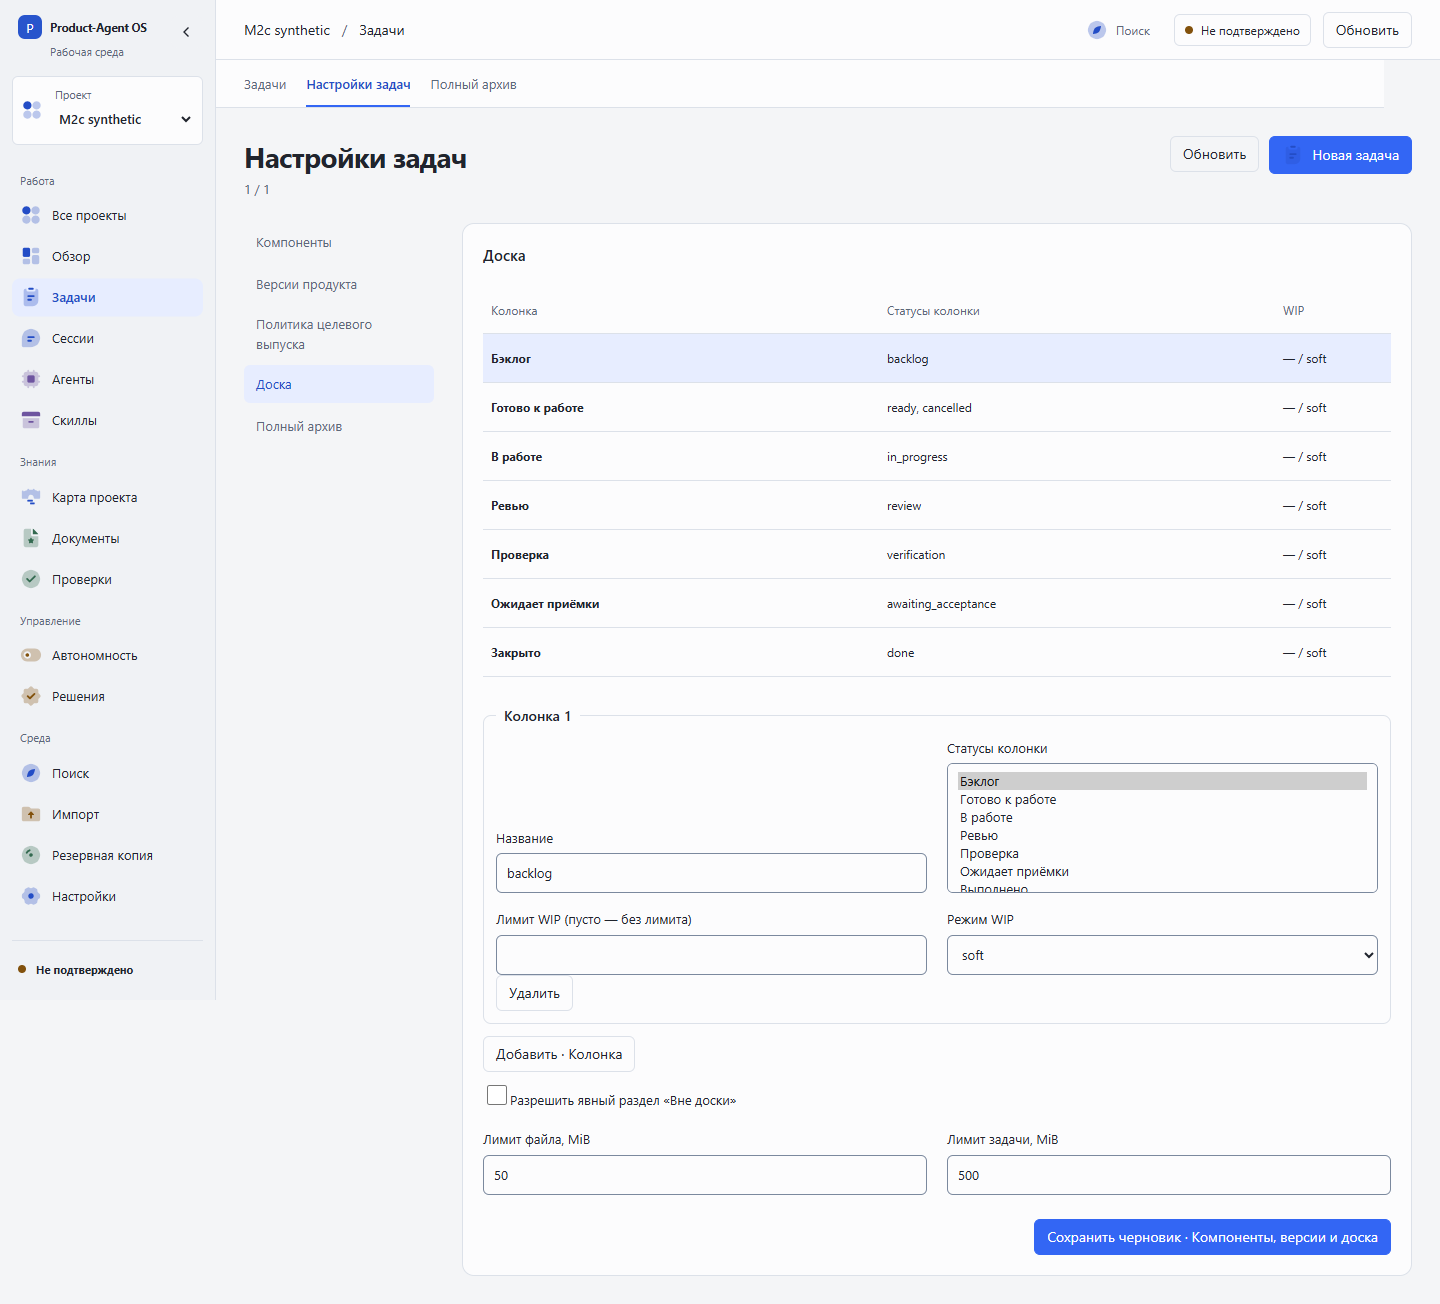 P
Product-Agent OS
Рабочая среда
Проект
M2c synthetic
Работа
Все проекты
Обзор
Задачи
Сессии
Агенты
Скиллы
Знания
Карта проекта
Документы
Проверки
Управление
Автономность
Решения
Среда
Поиск
Импорт
Резервная копия
Настройки
Не подтверждено
M2c synthetic / Задачи
Поиск
Не подтверждено
Обновить
Задачи Настройки задач Полный архив
Настройки задач
1 / 1
Обновить
Новая задача
Компоненты
Версии продукта
Политика целевого
выпуска
Доска
Полный архив
Доска
Колонка Статусы колонки WIP
Бэклог backlog — / soft
Готово к работе ready, cancelled — / soft
В работе in_progress — / soft
Ревью review — / soft
Проверка verification — / soft
Ожидает приёмки awaiting_acceptance — / soft
Закрыто done — / soft
Колонка 1
Название
backlog
Статусы колонки
Бэклог
Готово к работе
В работе
Ревью
Проверка
Ожидает приёмки
Выполнено
Лимит WIP (пусто — без лимита)
Режим WIP
soft
Удалить
Добавить · Колонка
Разрешить явный раздел «Вне доски»
Лимит файла, MiB
50
Лимит задачи, MiB
500
Сохранить черновик · Компоненты, версии и доска